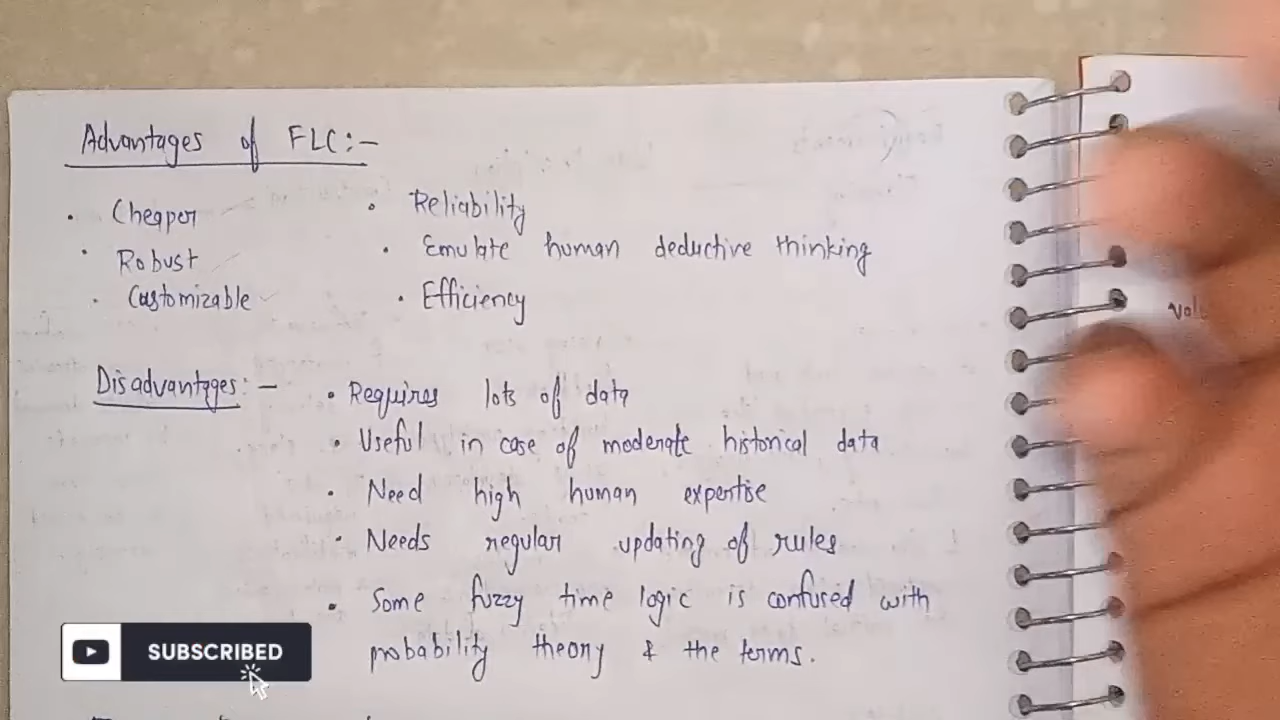 Advantages of FLC:-
• Cheaper
• Robust
• Customizable
• Reliability
• Emulate human deductive thinking
• Efficiency
Disadvantages:-
• Requires lots of data
• Useful in case of moderate historical data
• Need high human expertise
• Needs regular updating of rules
• Some fuzzy time logic is confused with
probability theory & the terms.
SUBSCRIBED